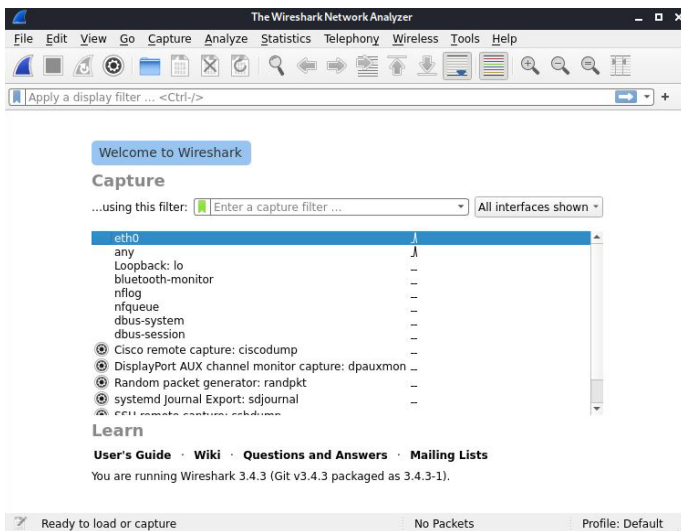 The Wireshark Network Analyzer
File Edit View Go Capture Analyze Statistics Telephony Wireless Tools Help
Apply a display filter ... <Ctrl-/>
Welcome to Wireshark
Capture
...using this filter: Enter a capture filter ... All interfaces shown
eth0
any
Loopback: lo
bluetooth-monitor
nflog
nfqueue
dbus-system
dbus-session
Cisco remote capture: ciscodump
DisplayPort AUX channel monitor capture: dpauxmon
Random packet generator: randpkt
systemd Journal Export: sdjournal
SSH remote capture: sshdump
Learn
User's Guide · Wiki · Questions and Answers · Mailing Lists
You are running Wireshark 3.4.3 (Git v3.4.3 packaged as 3.4.3-1).
Ready to load or capture No Packets Profile: Default